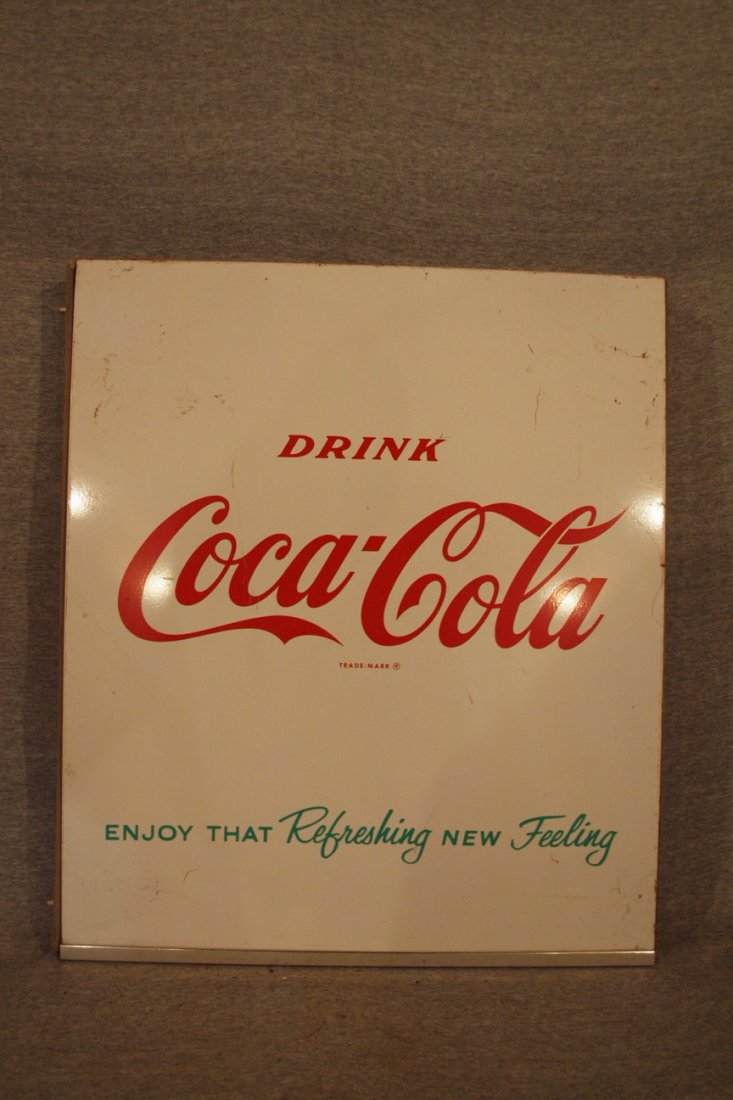 DRINK
Coca-Cola
TRADE-MARK ®
ENJOY THAT Refreshing NEW Feeling